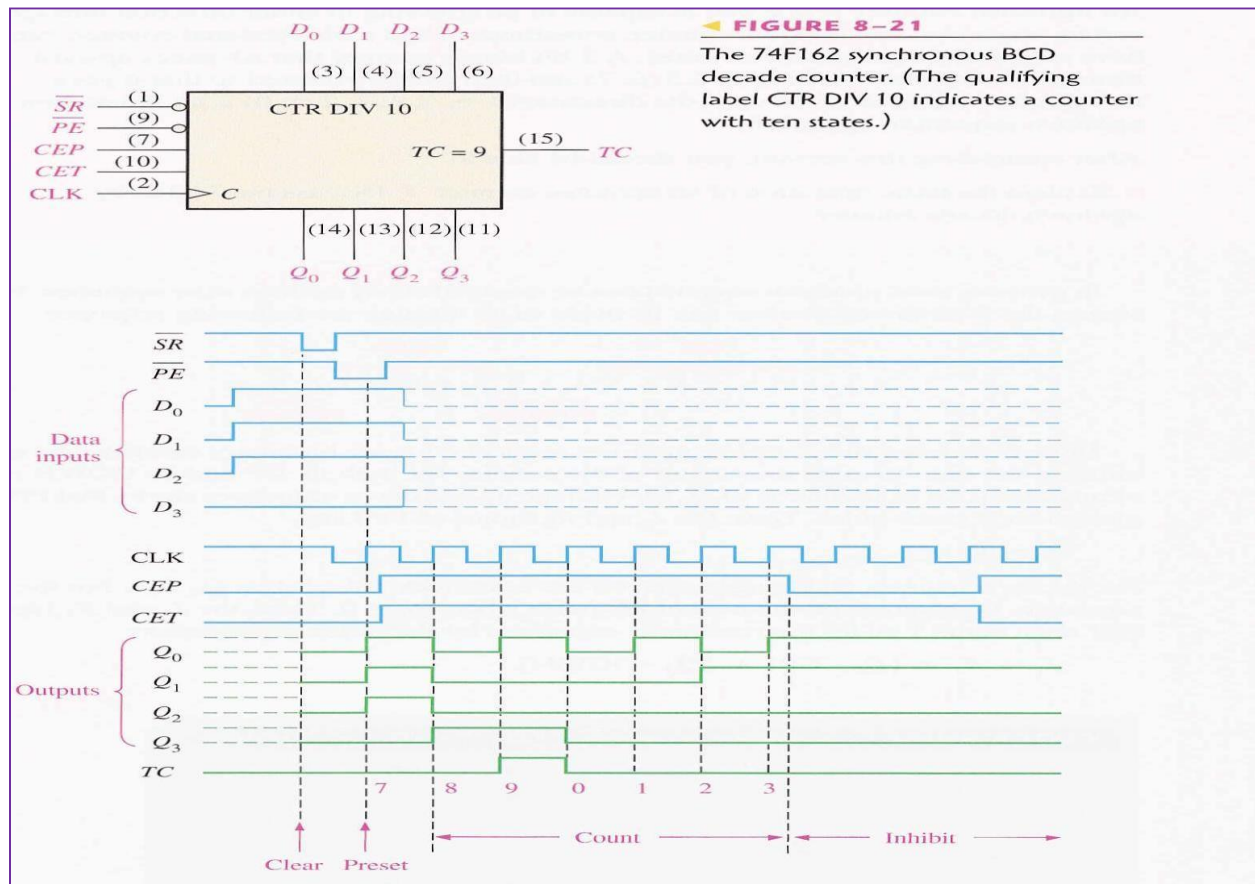 D0 D1 D2 D3
◄ FIGURE 8–21
The 74F162 synchronous BCD
decade counter. (The qualifying
label CTR DIV 10 indicates a counter
with ten states.)
(3) (4) (5) (6)
SR (1)
PE (9)
CEP (7)
CET (10)
CLK (2)
CTR DIV 10
TC = 9
(15) TC
C
(14) (13) (12) (11)
Q0 Q1 Q2 Q3
SR
PE
Data
inputs
D0
D1
D2
D3
CLK
CEP
CET
Outputs
Q0
Q1
Q2
Q3
TC
7 8 9 0 1 2 3
Count
Inhibit
Clear Preset